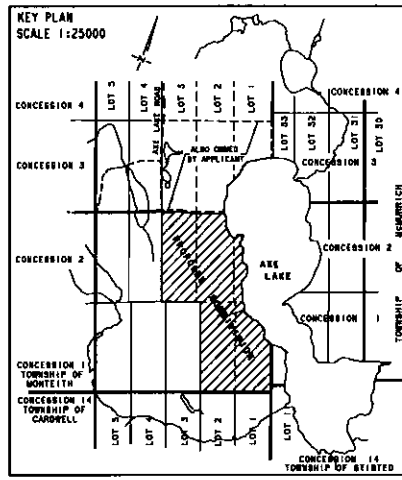 KEY PLAN
SCALE 1:25000
CONCESSION 4
LOT 5
LOT 4
AXE LAKE ROAD
LOT 3
LOT 2
LOT 1
CONCESSION 4
LOT 33
LOT 32
LOT 31
LOT 30
ALSO OWNED
BY APPLICANT
CONCESSION 3
CONCESSION 3
CONCESSION 2
PROPOSED SUBDIVISION
AXE
LAKE
CONCESSION 2
CONCESSION 1
TOWNSHIP OF MCMURRICH
CONCESSION 1
TOWNSHIP OF
MONTEITH
CONCESSION 14
TOWNSHIP OF
CARDWELL
LOT 5
LOT 4
LOT 3
LOT 2
LOT 1
LOT
CONCESSION 14
TOWNSHIP OF STISTED